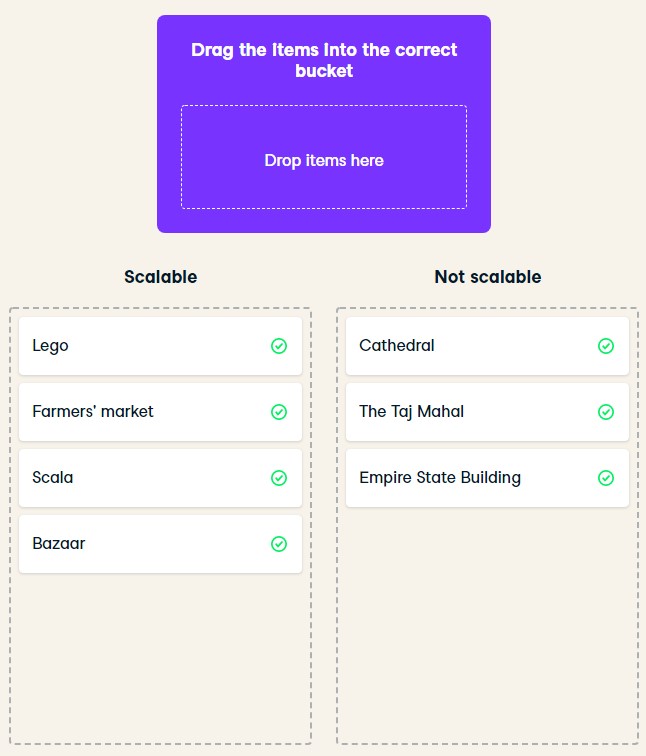 Drag the items into the correct
bucket
Drop items here
Scalable
Not scalable
Lego
Cathedral
Farmers' market
The Taj Mahal
Scala
Empire State Building
Bazaar